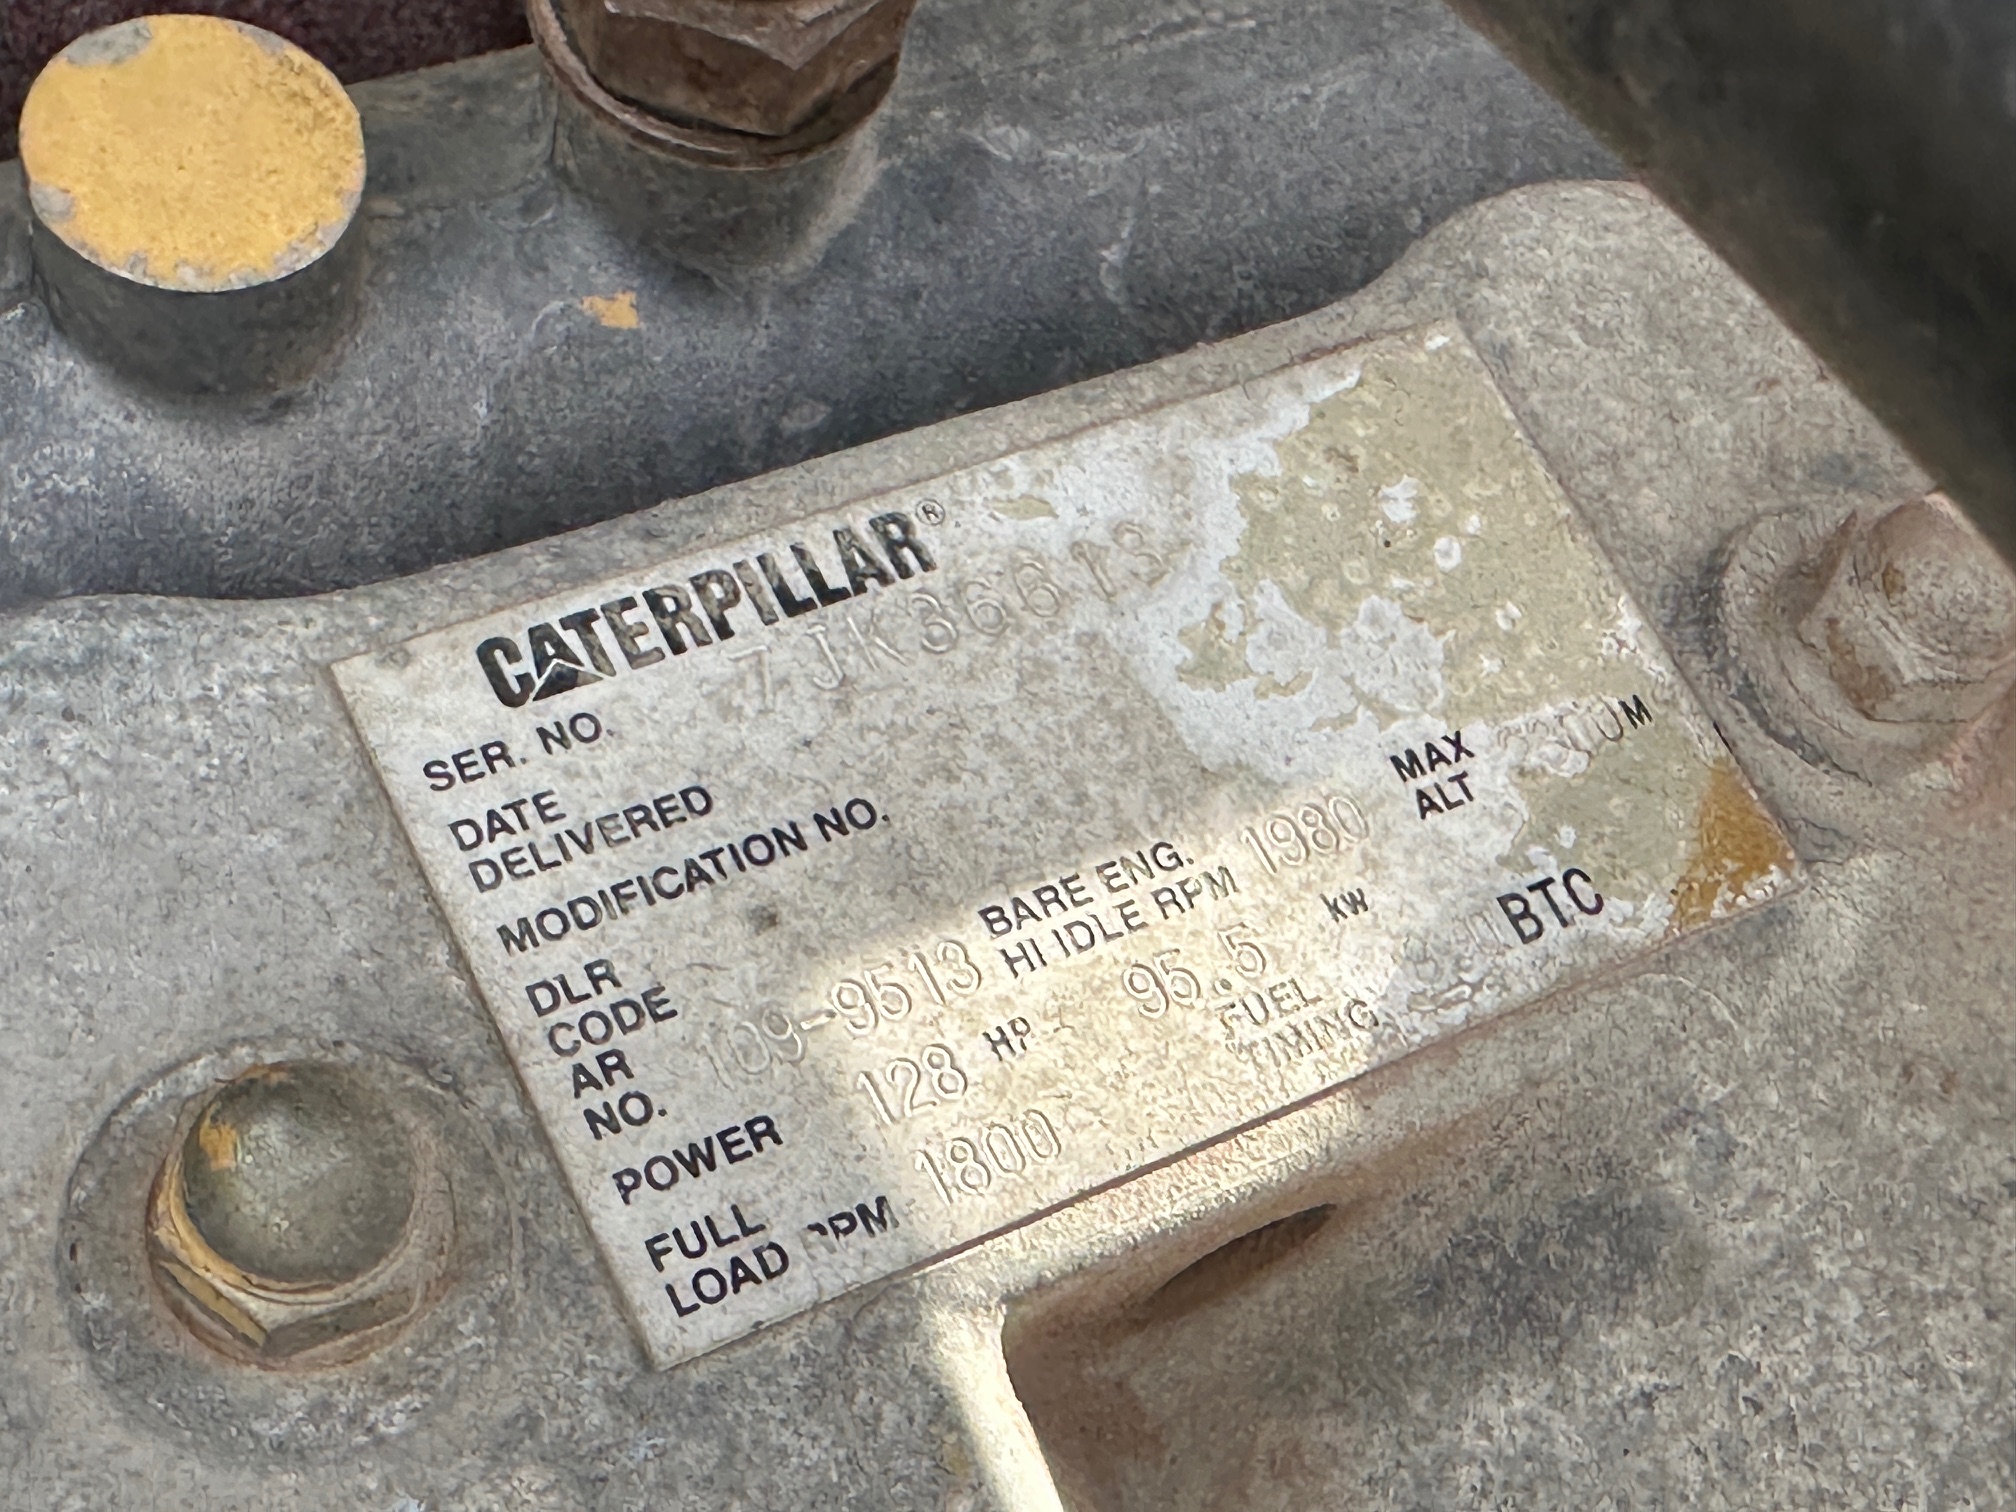 CATERPILLAR®
SER. NO. 7JK36613
DATE
DELIVERED
MODIFICATION NO.
DLR
CODE
AR
NO. 109-9513
BARE ENG.
HI IDLE RPM 1980
MAX
ALT M
POWER 128 HP 95.5 kw
FULL
LOAD RPM 1800
FUEL
TIMING BTC